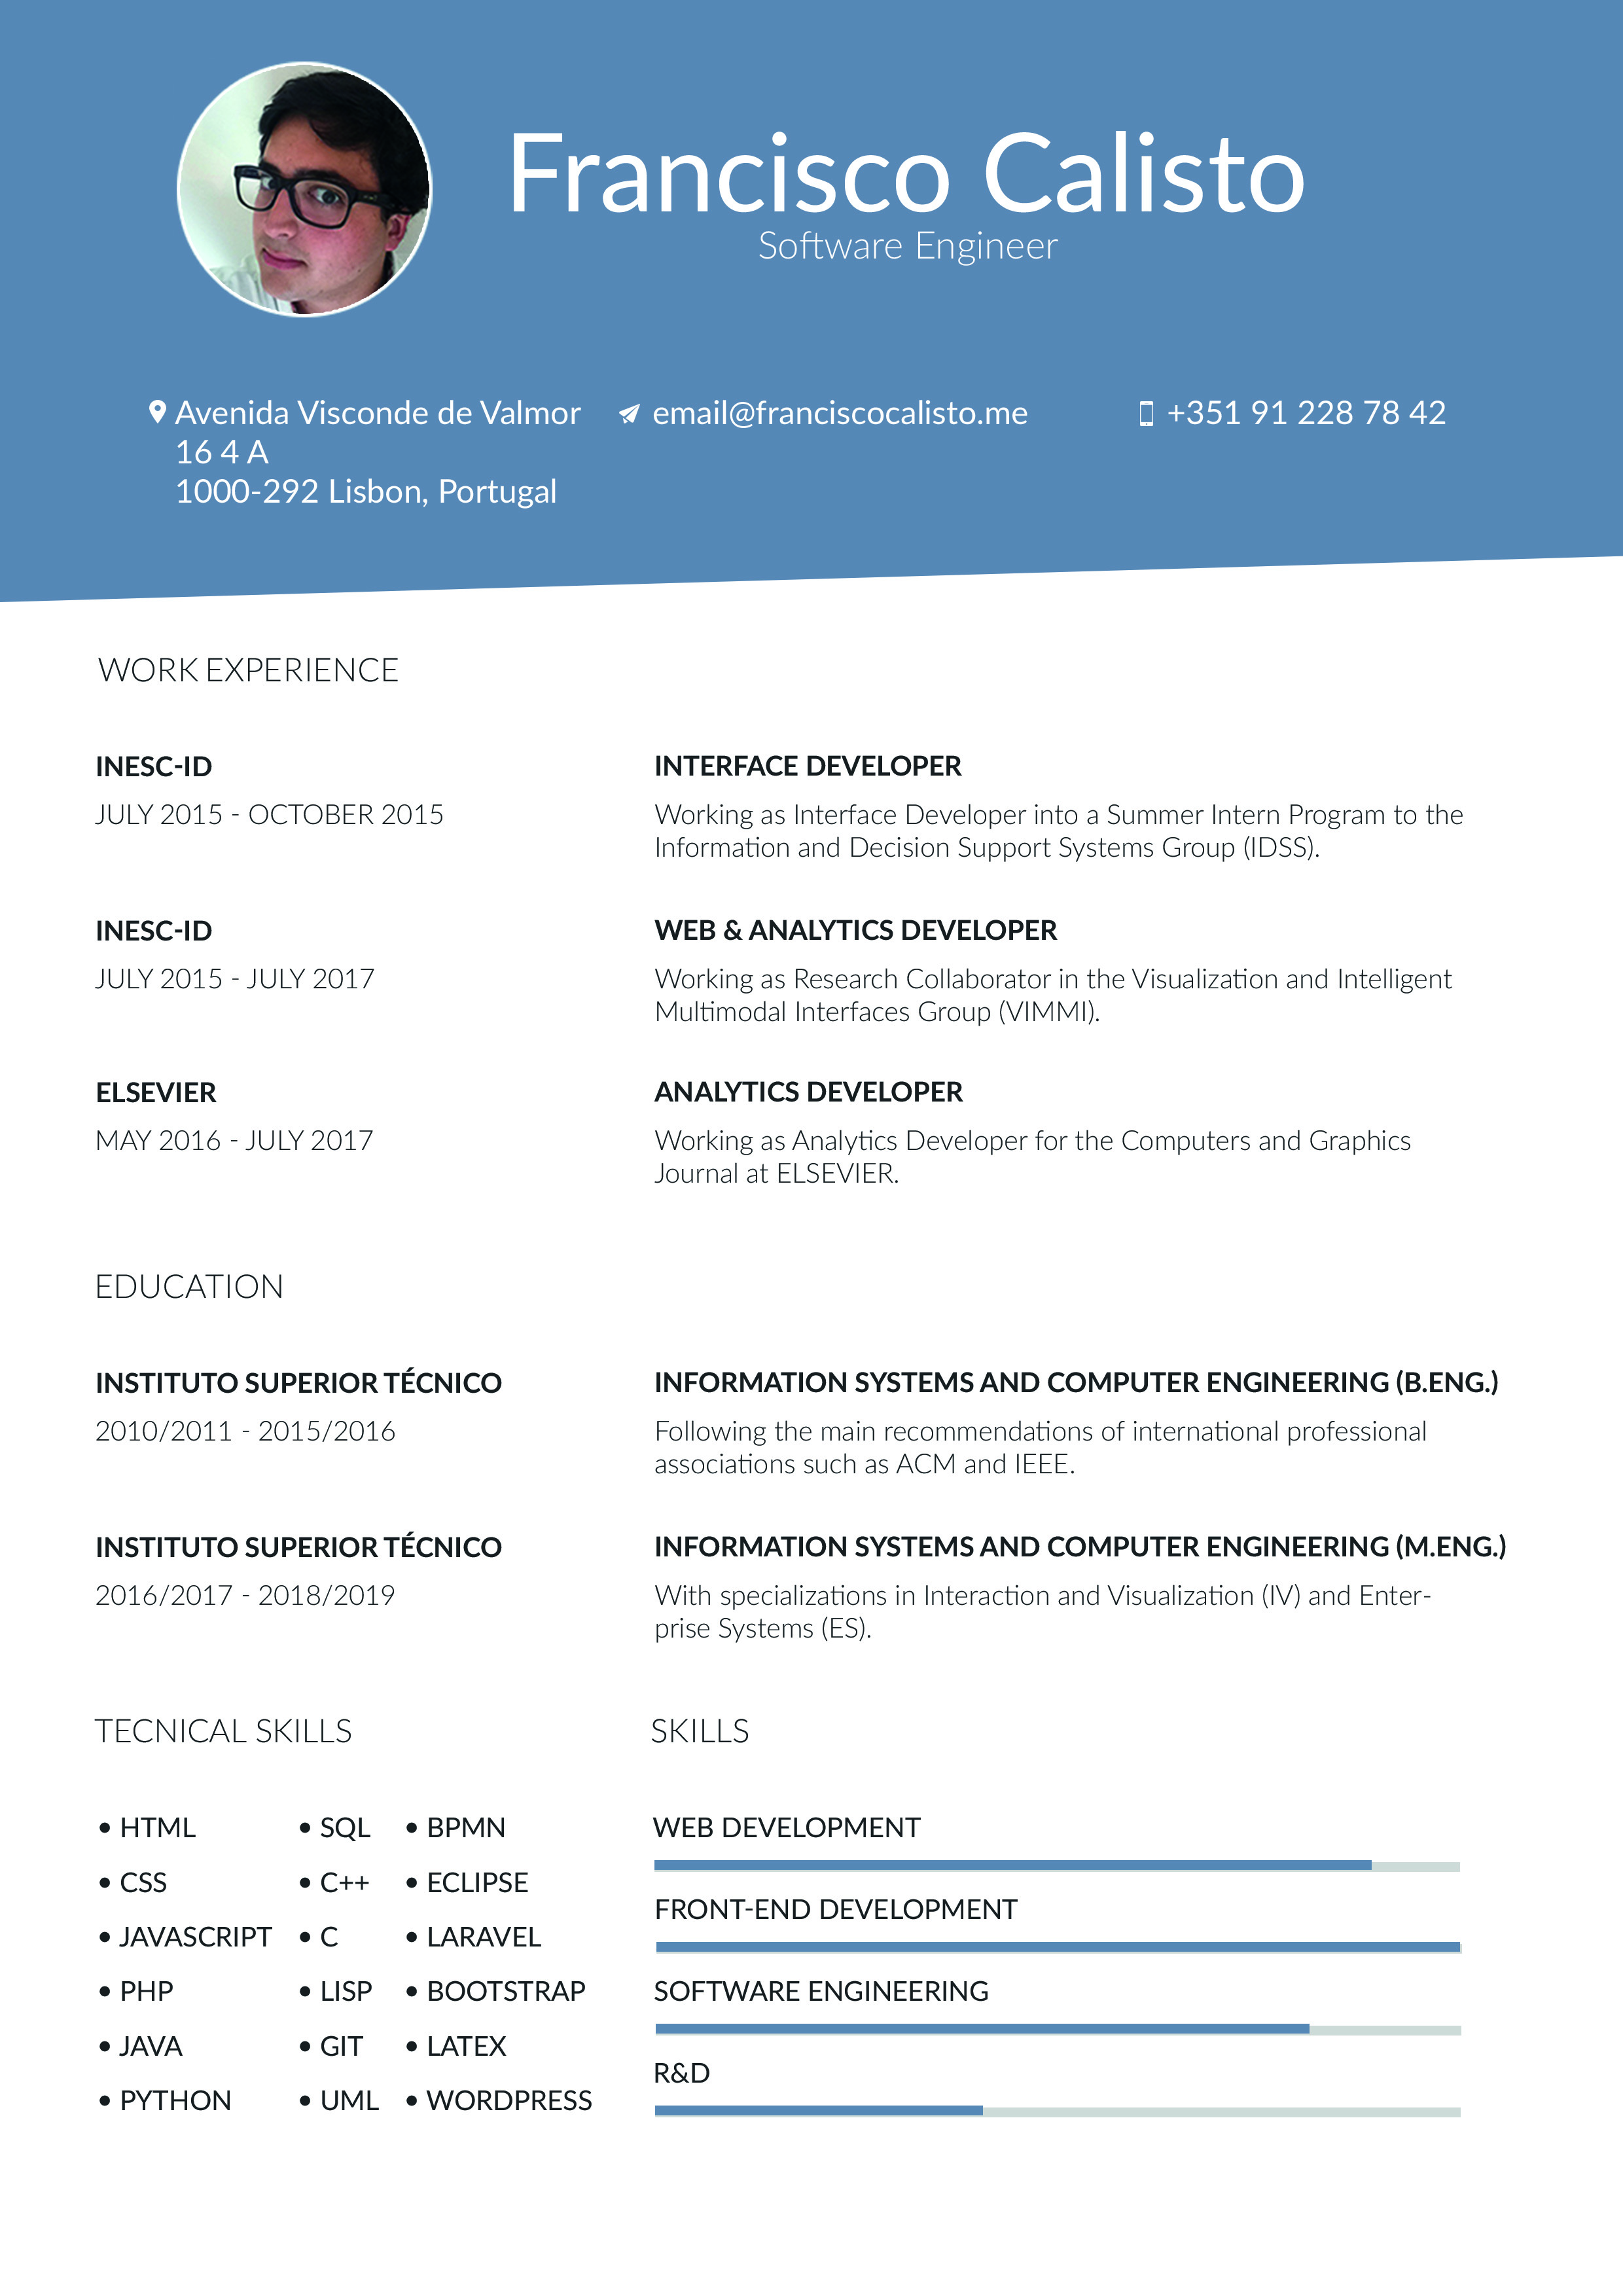 Francisco Calisto
Software Engineer
Avenida Visconde de Valmor
16 4 A
1000-292 Lisbon, Portugal
email@franciscocalisto.me
+351 91 228 78 42
WORK EXPERIENCE
INESC-ID
JULY 2015 - OCTOBER 2015
INTERFACE DEVELOPER
Working as Interface Developer into a Summer Intern Program to the
Information and Decision Support Systems Group (IDSS).
INESC-ID
JULY 2015 - JULY 2017
WEB & ANALYTICS DEVELOPER
Working as Research Collaborator in the Visualization and Intelligent
Multimodal Interfaces Group (VIMMI).
ELSEVIER
MAY 2016 - JULY 2017
ANALYTICS DEVELOPER
Working as Analytics Developer for the Computers and Graphics
Journal at ELSEVIER.
EDUCATION
INSTITUTO SUPERIOR TÉCNICO
2010/2011 - 2015/2016
INFORMATION SYSTEMS AND COMPUTER ENGINEERING (B.ENG.)
Following the main recommendations of international professional
associations such as ACM and IEEE.
INSTITUTO SUPERIOR TÉCNICO
2016/2017 - 2018/2019
INFORMATION SYSTEMS AND COMPUTER ENGINEERING (M.ENG.)
With specializations in Interaction and Visualization (IV) and Enter-
prise Systems (ES).
TECNICAL SKILLS
• HTML
• CSS
• JAVASCRIPT
• PHP
• JAVA
• PYTHON
• SQL
• C++
• C
• LISP
• GIT
• UML
• BPMN
• ECLIPSE
• LARAVEL
• BOOTSTRAP
• LATEX
• WORDPRESS
SKILLS
WEB DEVELOPMENT
FRONT-END DEVELOPMENT
SOFTWARE ENGINEERING
R&D